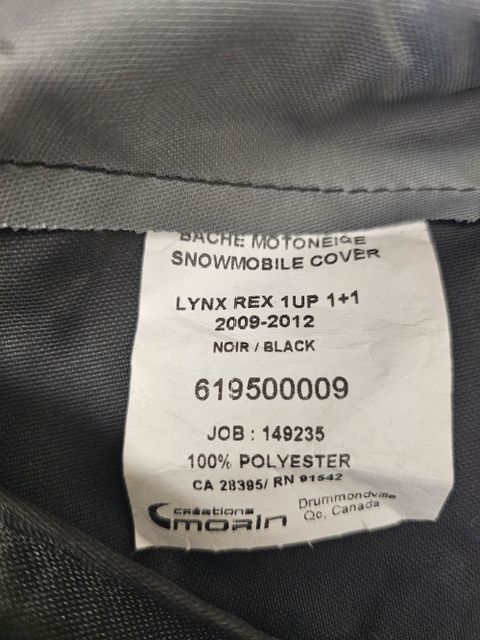 BÂCHE MOTONEIGE
SNOWMOBILE COVER
LYNX REX 1UP 1+1
2009-2012
NOIR / BLACK
619500009
JOB : 149235
100% POLYESTER
CA 28395/ RN 91542
créations
morin
Drummondville
Qc, Canada